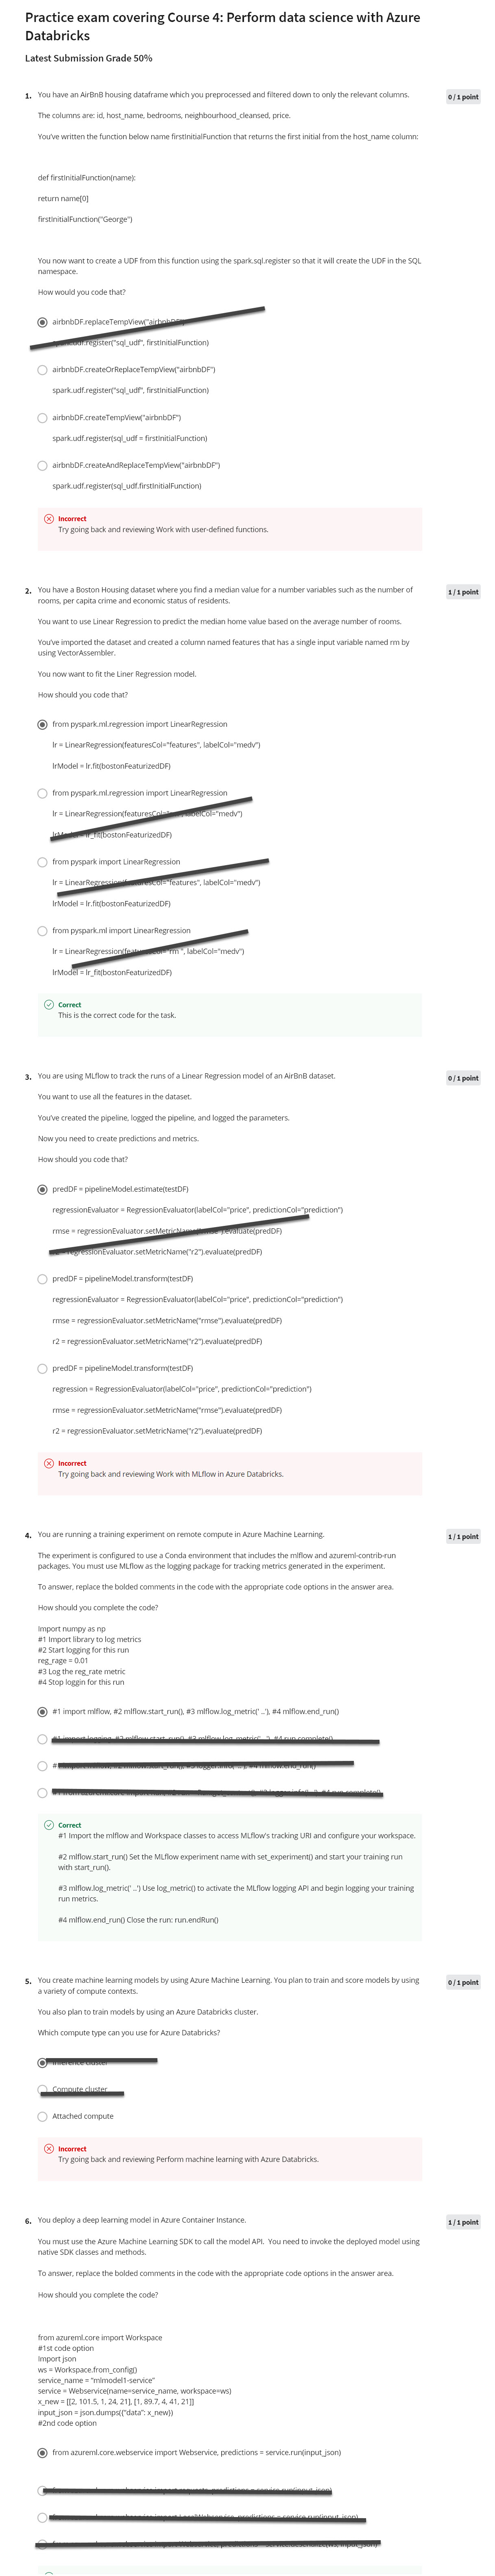 Practice exam covering Course 4: Perform data science with Azure
Databricks
Latest Submission Grade 50%
1. You have an AirBnB housing dataframe which you preprocessed and filtered down to only the relevant columns.
0 / 1 point
The columns are: id, host_name, bedrooms, neighbourhood_cleansed, price.
You've written the function below name firstInitialFunction that returns the first initial from the host_name column:
def firstInitialFunction(name):
return name[0]
firstInitialFunction("George")
You now want to create a UDF from this function using the spark.sql.register so that it will create the UDF in the SQL
namespace.
How would you code that?
airbnbDF.replaceTempView("airbnbDF")
spark.udf.register("sql_udf", firstInitialFunction)
airbnbDF.createOrReplaceTempView("airbnbDF")
spark.udf.register("sql_udf", firstInitialFunction)
airbnbDF.createTempView("airbnbDF")
spark.udf.register(sql_udf = firstInitialFunction)
airbnbDF.createAndReplaceTempView("airbnbDF")
spark.udf.register(sql_udf.firstInitialFunction)
Incorrect
Try going back and reviewing Work with user-defined functions.
2. You have a Boston Housing dataset where you find a median value for a number variables such as the number of
1 / 1 point
rooms, per capita crime and economic status of residents.
You want to use Linear Regression to predict the median home value based on the average number of rooms.
You've imported the dataset and created a column named features that has a single input variable named rm by
using VectorAssembler.
You now want to fit the Liner Regression model.
How should you code that?
from pyspark.ml.regression import LinearRegression
lr = LinearRegression(featuresCol="features", labelCol="medv")
lrModel = lr.fit(bostonFeaturizedDF)
from pyspark.ml.regression import LinearRegression
lr = LinearRegression(featuresCol= labelCol="medv")
lrModel = lr_fit(bostonFeaturizedDF)
from pyspark import LinearRegression
lr = LinearRegression(featuresCol="features", labelCol="medv")
lrModel = lr.fit(bostonFeaturizedDF)
from pyspark.ml import LinearRegression
lr = LinearRegression(featuresCol="rm ", labelCol="medv")
lrModel = lr_fit(bostonFeaturizedDF)
Correct
This is the correct code for the task.
3. You are using MLflow to track the runs of a Linear Regression model of an AirBnB dataset.
0 / 1 point
You want to use all the features in the dataset.
You've created the pipeline, logged the pipeline, and logged the parameters.
Now you need to create predictions and metrics.
How should you code that?
predDF = pipelineModel.estimate(testDF)
regressionEvaluator = RegressionEvaluator(labelCol="price", predictionCol="prediction")
rmse = regressionEvaluator.setMetricName("rmse").evaluate(predDF)
r2 = regressionEvaluator.setMetricName("r2").evaluate(predDF)
predDF = pipelineModel.transform(testDF)
regressionEvaluator = RegressionEvaluator(labelCol="price", predictionCol="prediction")
rmse = regressionEvaluator.setMetricName("rmse").evaluate(predDF)
r2 = regressionEvaluator.setMetricName("r2").evaluate(predDF)
predDF = pipelineModel.transform(testDF)
regression = RegressionEvaluator(labelCol="price", predictionCol="prediction")
rmse = regressionEvaluator.setMetricName("rmse").evaluate(predDF)
r2 = regressionEvaluator.setMetricName("r2").evaluate(predDF)
Incorrect
Try going back and reviewing Work with MLflow in Azure Databricks.
4. You are running a training experiment on remote compute in Azure Machine Learning.
1 / 1 point
The experiment is configured to use a Conda environment that includes the mlflow and azureml-contrib-run
packages. You must use MLflow as the logging package for tracking metrics generated in the experiment.
To answer, replace the bolded comments in the code with the appropriate code options in the answer area.
How should you complete the code?
Import numpy as np
#1 Import library to log metrics
#2 Start logging for this run
reg_rage = 0.01
#3 Log the reg_rate metric
#4 Stop loggin for this run
#1 import mlflow, #2 mlflow.start_run(), #3 mlflow.log_metric(' ..'), #4 mlflow.end_run()
#1 import logging, #2 mlflow.start_run(), #3 mlflow.log_metric(' ..'), #4 run.complete()
Correct
#1 Import the mlflow and Workspace classes to access MLflow's tracking URI and configure your workspace.
#2 mlflow.start_run() Set the MLflow experiment name with set_experiment() and start your training run
with start_run().
#3 mlflow.log_metric(' ..') Use log_metric() to activate the MLflow logging API and begin logging your training
run metrics.
#4 mlflow.end_run() Close the run: run.endRun()
5. You create machine learning models by using Azure Machine Learning. You plan to train and score models by using
0 / 1 point
a variety of compute contexts.
You also plan to train models by using an Azure Databricks cluster.
Which compute type can you use for Azure Databricks?
Inference cluster
Compute cluster
Attached compute
Incorrect
Try going back and reviewing Perform machine learning with Azure Databricks.
6. You deploy a deep learning model in Azure Container Instance.
1 / 1 point
You must use the Azure Machine Learning SDK to call the model API. You need to invoke the deployed model using
native SDK classes and methods.
To answer, replace the bolded comments in the code with the appropriate code options in the answer area.
How should you complete the code?
from azureml.core import Workspace
#1st code option
Import json
ws = Workspace.from_config()
service_name = "mlmodel1-service"
service = Webservice(name=service_name, workspace=ws)
x_new = [[2, 101.5, 1, 24, 21], [1, 89.7, 4, 41, 21]]
input_json = json.dumps({"data": x_new})
#2nd code option
from azureml.core.webservice import Webservice, predictions = service.run(input_json)